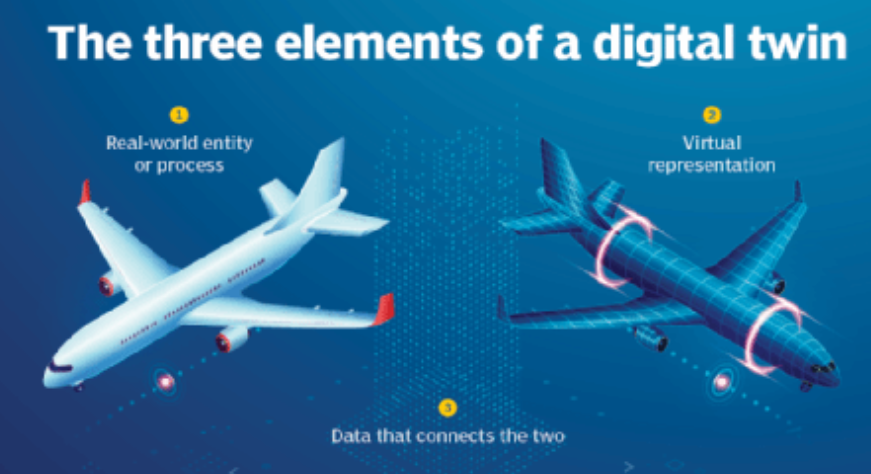 The three elements of a digital twin
1
Real-world entity
or process
2
Virtual
representation
3
Data that connects the two